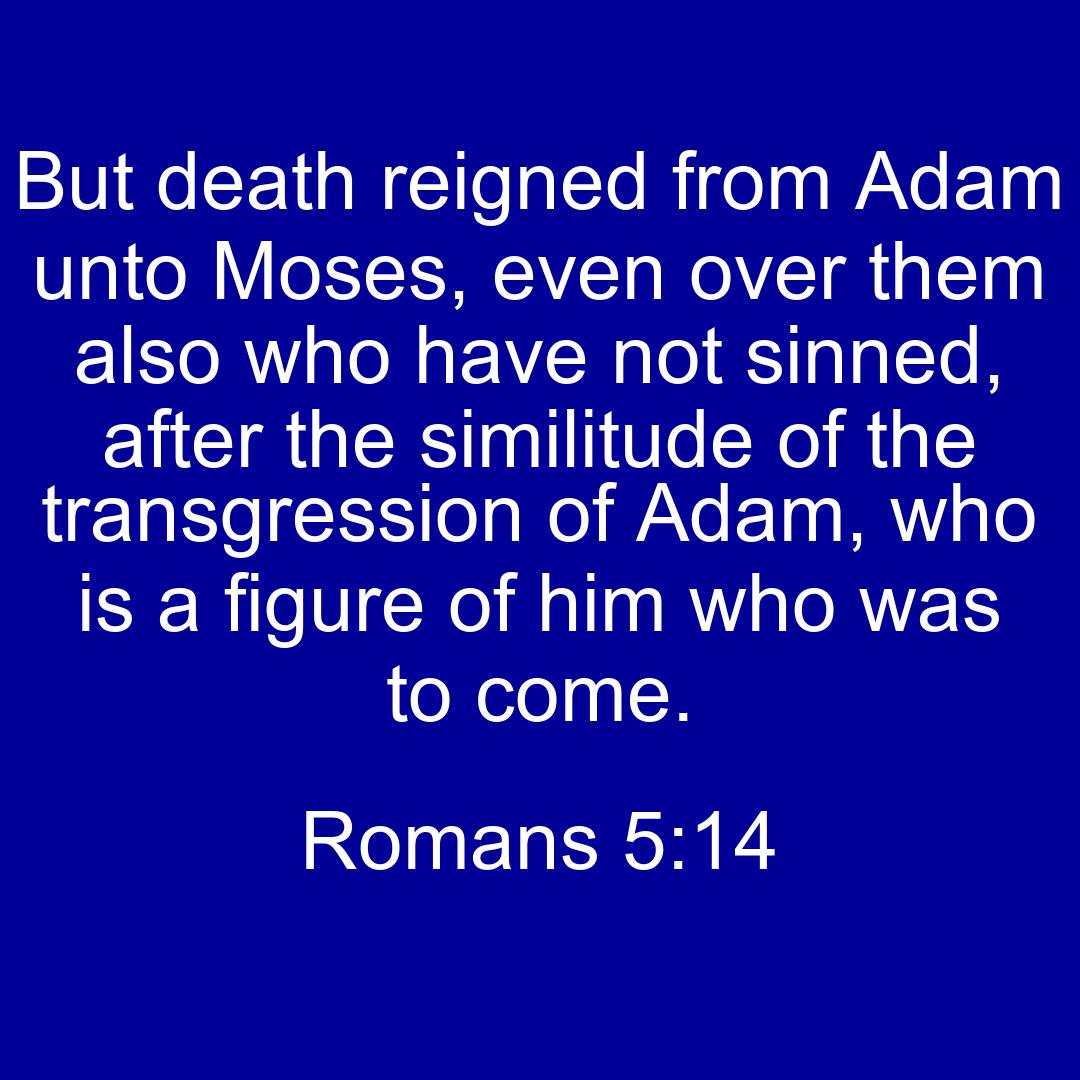 But death reigned from Adam
unto Moses, even over them
also who have not sinned,
after the similitude of the
transgression of Adam, who
is a figure of him who was
to come.
Romans 5:14